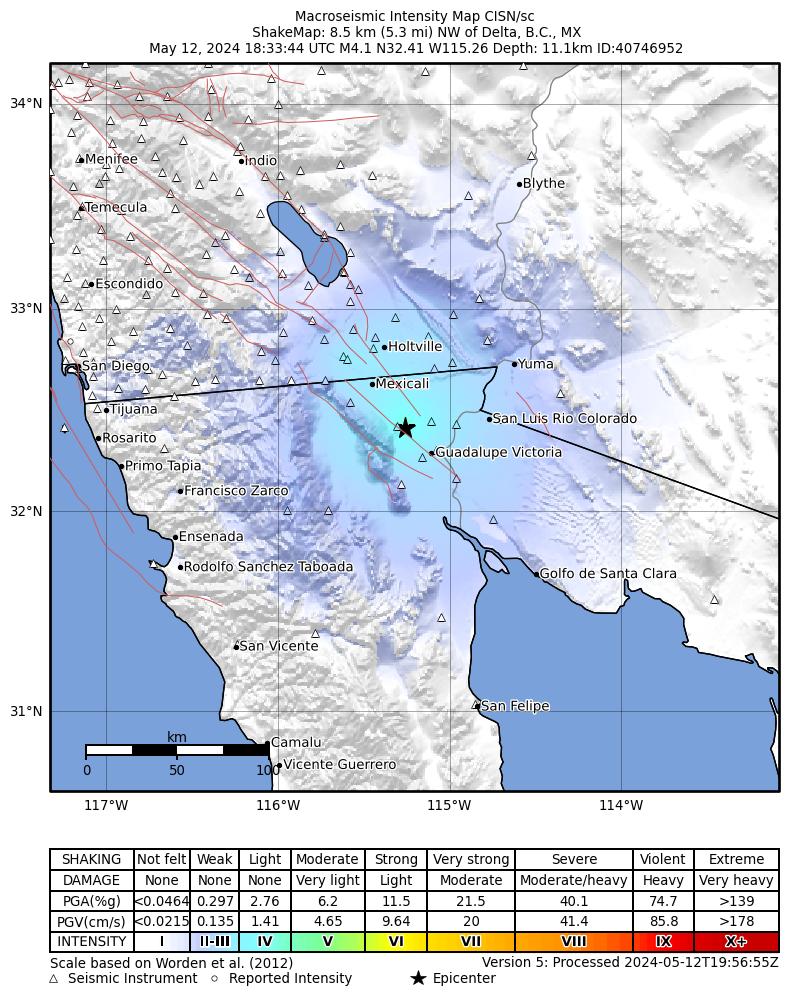 Macroseismic Intensity Map CISN/sc
ShakeMap: 8.5 km (5.3 mi) NW of Delta, B.C., MX
May 12, 2024 18:33:44 UTC M4.1 N32.41 W115.26 Depth: 11.1km ID:40746952
34°N
Menifee
Indio
Blythe
Temecula
Escondido
33°N
Holtville
San Diego
Yuma
Mexicali
Tijuana
San Luis Rio Colorado
Rosarito
Guadalupe Victoria
Primo Tapia
Francisco Zarco
32°N
Ensenada
Rodolfo Sanchez Taboada
Golfo de Santa Clara
San Vicente
31°N
San Felipe
km
Camalu
0 50 100
Vicente Guerrero
117°W 116°W 115°W 114°W
SHAKING Not felt Weak Light Moderate Strong Very strong Severe Violent Extreme
DAMAGE None None None Very light Light Moderate Moderate/heavy Heavy Very heavy
PGA(%g) <0.0464 0.297 2.76 6.2 11.5 21.5 40.1 74.7 >139
PGV(cm/s) <0.0215 0.135 1.41 4.65 9.64 20 41.4 85.8 >178
INTENSITY I II-III IV V VI VII VIII IX X+
Scale based on Worden et al. (2012) Version 5: Processed 2024-05-12T19:56:55Z
△ Seismic Instrument ○ Reported Intensity ★ Epicenter